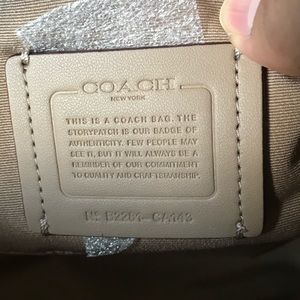 COACH
NEW YORK
THIS IS A COACH BAG. THE
STORYPATCH IS OUR BADGE OF
AUTHENTICITY. FEW PEOPLE MAY
SEE IT, BUT IT WILL ALWAYS BE A
REMINDER OF OUR COMMITMENT
TO QUALITY AND CRAFTSMANSHIP.
Nº